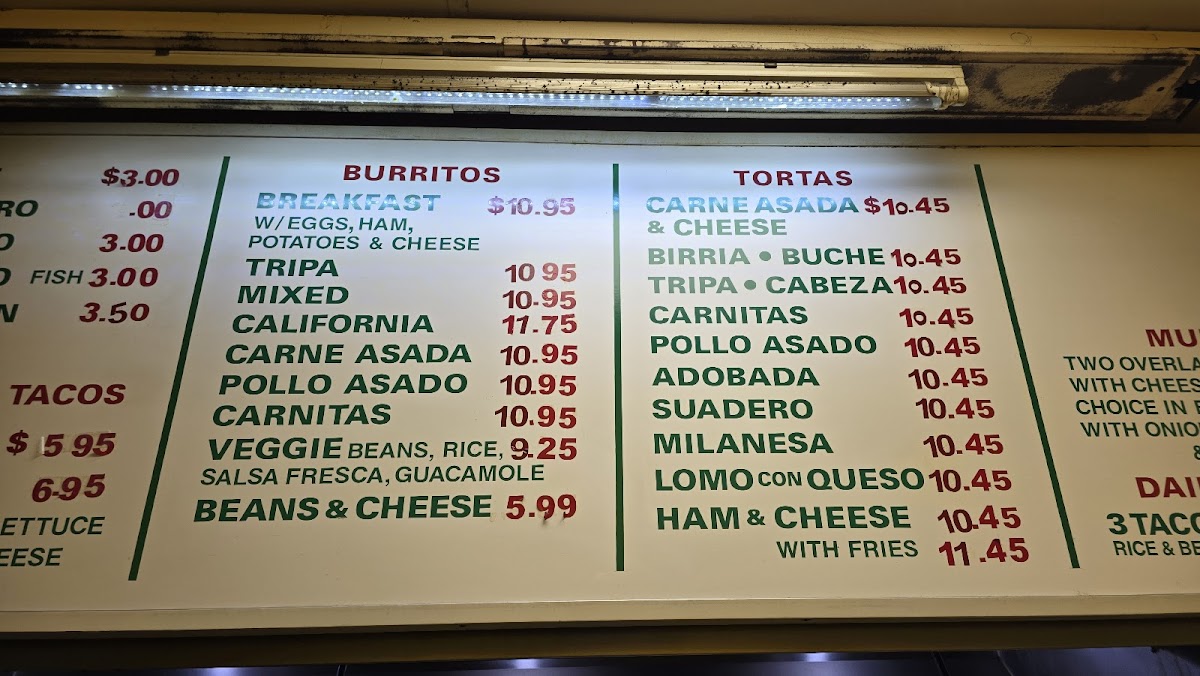 $3.00
RO .00
O 3.00
O FISH 3.00
N 3.50
TACOS
$5 95
6.95
LETTUCE
EESE
BURRITOS
BREAKFAST $10.95
W/EGGS, HAM,
POTATOES & CHEESE
TRIPA 10 95
MIXED 10.95
CALIFORNIA 11.75
CARNE ASADA 10.95
POLLO ASADO 10.95
CARNITAS 10.95
VEGGIE BEANS, RICE, 9.25
SALSA FRESCA, GUACAMOLE
BEANS & CHEESE 5.99
TORTAS
CARNE ASADA $10.45
& CHEESE
BIRRIA • BUCHE 10.45
TRIPA • CABEZA 10.45
CARNITAS 10.45
POLLO ASADO 10.45
ADOBADA 10.45
SUADERO 10.45
MILANESA 10.45
LOMO CON QUESO 10.45
HAM & CHEESE 10.45
WITH FRIES 11.45
MU
TWO OVERLA
WITH CHEES
CHOICE IN
WITH ONIO
&
DAI
3 TACO
RICE & BE